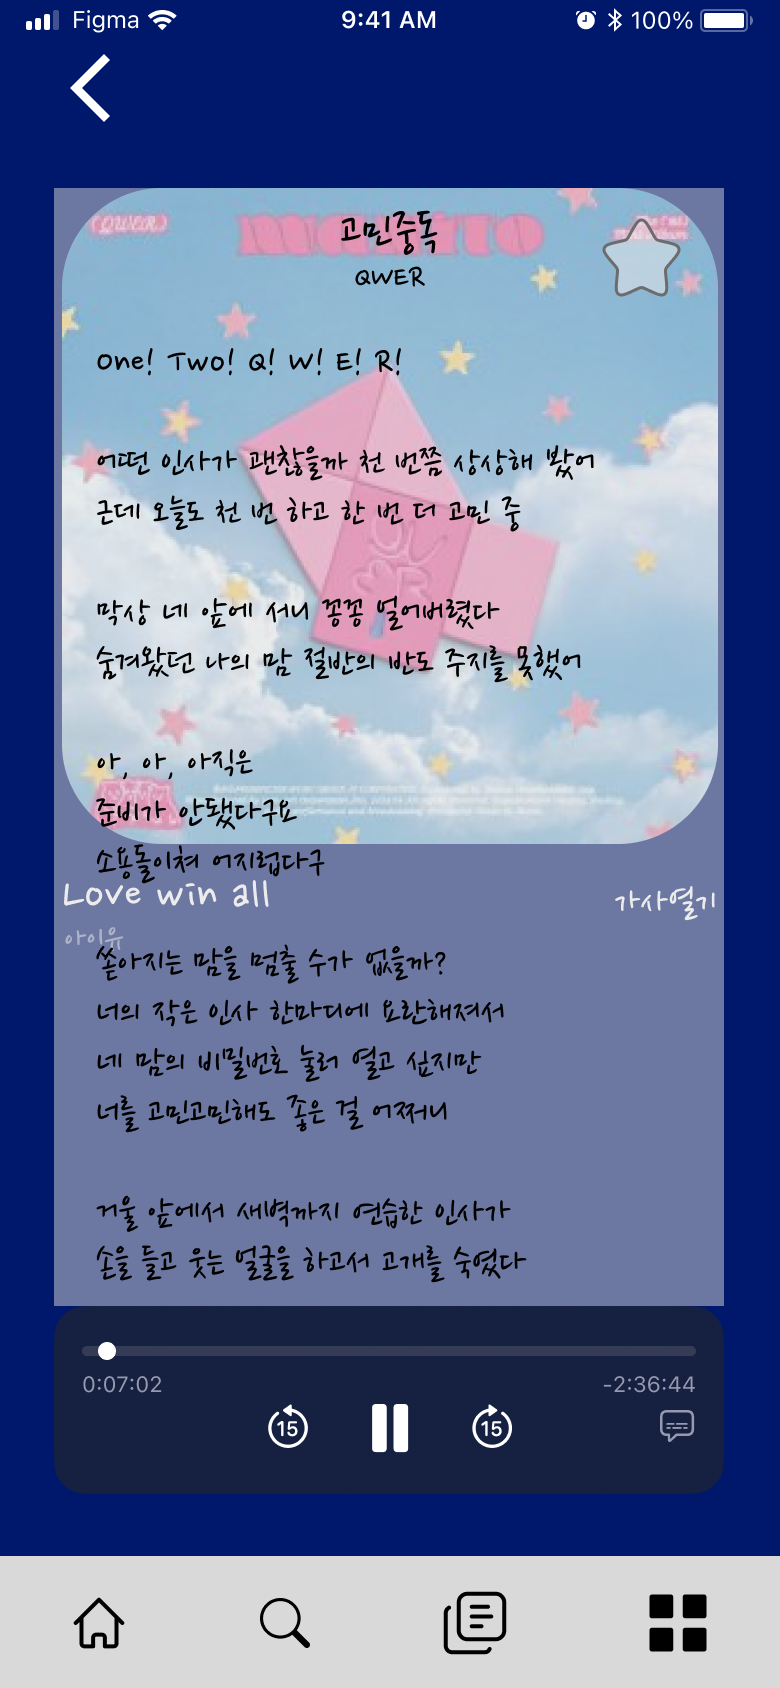 Figma 9:41 AM 100%
(QWER) MANITO
고민중독
QWER
One! Two! Q! W! E! R!
어떤 인사가 괜찮을까 천 번쯤 상상해 봤어
근데 오늘도 천 번 하고 한 번 더 고민 중
막상 네 앞에 서니 꽁꽁 얼어버렸다
숨겨왔던 나의 맘 절반의 반도 주지를 못했어
아, 아, 아직은
준비가 안됐다구요
소용돌이쳐 어지럽다구
Love win all 가사열기
아이유
쏟아지는 맘을 멈출 수가 없을까?
너의 작은 인사 한마디에 요란해져서
네 맘의 비밀번호 눌러 열고 싶지만
너를 고민고민해도 좋은 걸 어쩌니
거울 앞에서 새벽까지 연습한 인사가
손을 들고 웃는 얼굴을 하고서 고개를 숙였다
0:07:02 -2:36:44
15 15